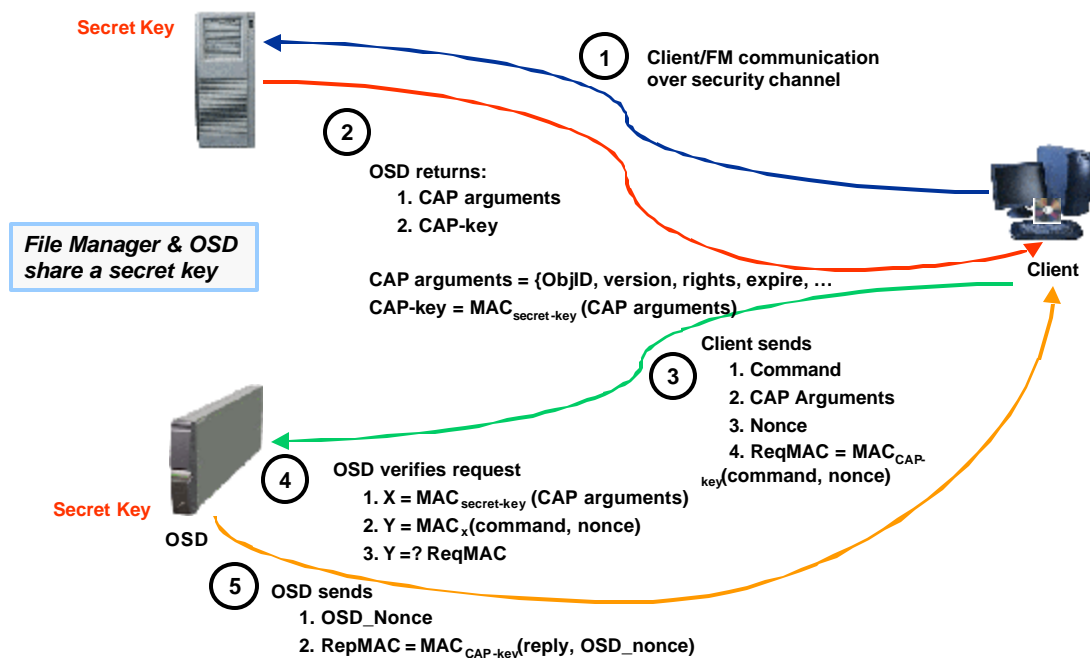 Secret Key
1
Client/FM communication
over security channel
2
OSD returns:
1. CAP arguments
2. CAP-key
File Manager & OSD
share a secret key
Client
CAP arguments = {ObjID, version, rights, expire, …
CAP-key = MACsecret-key (CAP arguments)
3
Client sends
1. Command
2. CAP Arguments
3. Nonce
4. ReqMAC = MACCAP-
key(command, nonce)
4
OSD verifies request
1. X = MACsecret-key (CAP arguments)
2. Y = MACx(command, nonce)
3. Y =? ReqMAC
Secret Key
OSD
5
OSD sends
1. OSD_Nonce
2. RepMAC = MACCAP-key(reply, OSD_nonce)